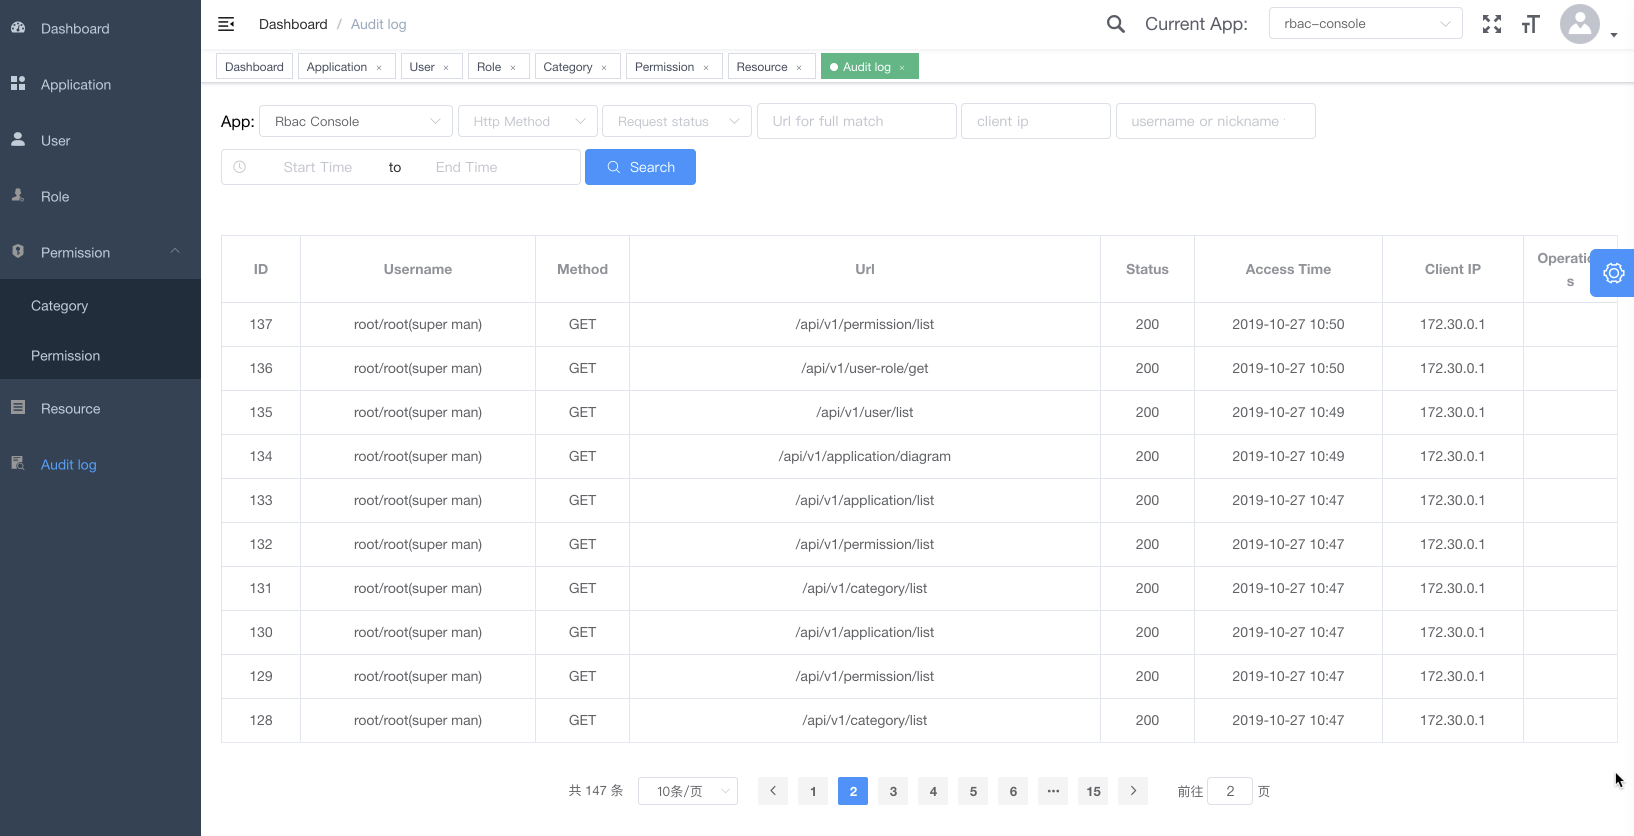 Dashboard
Application
User
Role
Permission
Category
Permission
Resource
Audit log
Dashboard / Audit log
Current App: rbac-console
Dashboard Application × User × Role × Category × Permission × Resource × Audit log ×
App: Rbac Console Http Method Request status Url for full match client ip username or nickname
Start Time to End Time Search
ID Username Method Url Status Access Time Client IP
137 root/root(super man) GET /api/v1/permission/list 200 2019-10-27 10:50 172.30.0.1
136 root/root(super man) GET /api/v1/user-role/get 200 2019-10-27 10:50 172.30.0.1
135 root/root(super man) GET /api/v1/user/list 200 2019-10-27 10:49 172.30.0.1
134 root/root(super man) GET /api/v1/application/diagram 200 2019-10-27 10:49 172.30.0.1
133 root/root(super man) GET /api/v1/application/list 200 2019-10-27 10:47 172.30.0.1
132 root/root(super man) GET /api/v1/permission/list 200 2019-10-27 10:47 172.30.0.1
131 root/root(super man) GET /api/v1/category/list 200 2019-10-27 10:47 172.30.0.1
130 root/root(super man) GET /api/v1/application/list 200 2019-10-27 10:47 172.30.0.1
129 root/root(super man) GET /api/v1/permission/list 200 2019-10-27 10:47 172.30.0.1
128 root/root(super man) GET /api/v1/category/list 200 2019-10-27 10:47 172.30.0.1
共 147 条 10条/页 1 2 3 4 5 6 ··· 15 前往 2 页